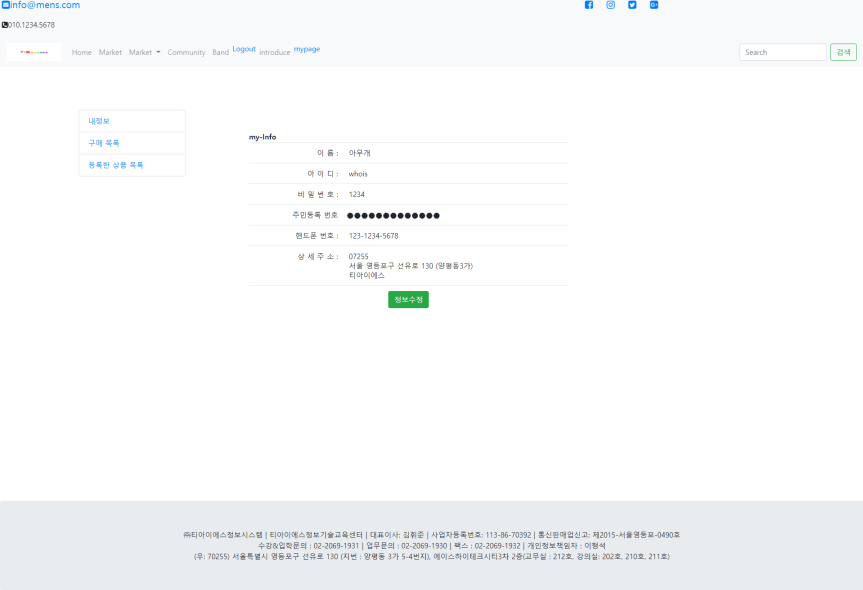 info@mens.com
010.1234.5678
Home Market Market Community Band Logout introduce mypage Search 검색
내정보
구매 목록
등록한 상품 목록
my-Info
이 름 : 아무개
아 이 디 : whois
비 밀 번 호 : 1234
주민등록 번호 ●●●●●●●●●●●●●
핸드폰 번호 : 123-1234-5678
상 세 주 소 : 07255
서울 영등포구 선유로 130 (양평동3가)
티아이에스
정보수정
㈜티아이에스정보시스템 | 티아이에스정보기술교육센터 | 대표이사: 김휘준 | 사업자등록번호: 113-86-70392 | 통신판매업신고: 제2015-서울영등포-0490호
수강&입학문의 : 02-2069-1931 | 업무문의 : 02-2069-1930 | 팩스 : 02-2069-1932 | 개인정보책임자 : 이형석
(우: 70255) 서울특별시 영등포구 선유로 130 (지번 : 양평동 3가 5-4번지), 에이스하이테크시티3차 2층(교무실 : 212호, 강의실: 202호, 210호, 211호)